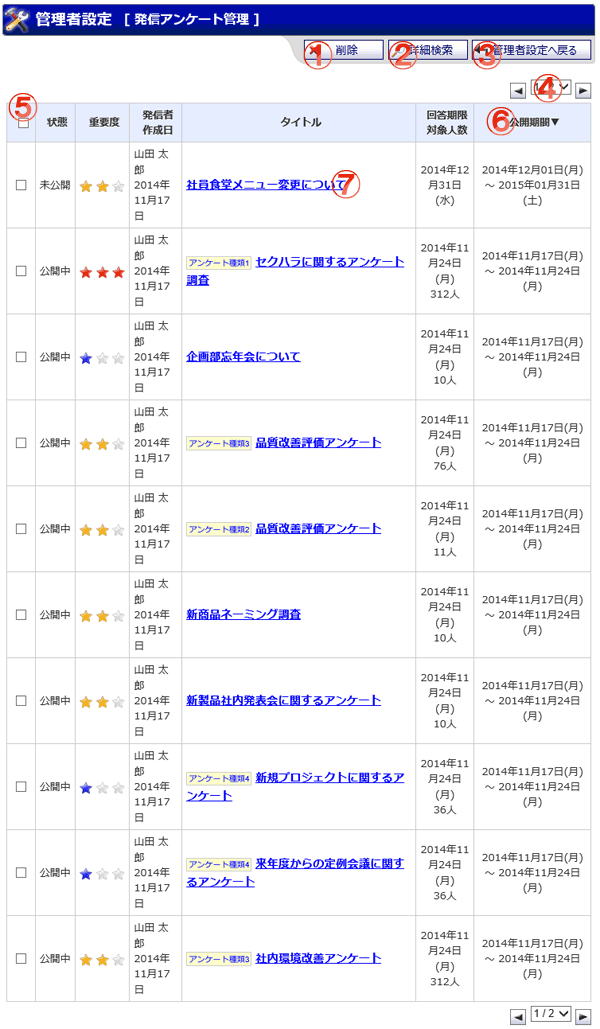 管理者設定 [ 発信アンケート管理 ]
① 削除 ② 詳細検索 ③ 管理者設定へ戻る
④
⑤ 状態 重要度 発信者 作成日 タイトル 回答期限 対象人数 ⑥ 公開期間▼
未公開 山田 太郎 2014年11月17日 社員食堂メニュー変更について ⑦ 2014年12月31日(水) 2014年12月01日(月) ～ 2015年01月31日(土)
公開中 山田 太郎 2014年11月17日 アンケート種類1 セクハラに関するアンケート調査 2014年11月24日(月) 312人 2014年11月17日(月) ～ 2014年11月24日(月)
公開中 山田 太郎 2014年11月17日 企画部忘年会について 2014年11月24日(月) 10人 2014年11月17日(月) ～ 2014年11月24日(月)
公開中 山田 太郎 2014年11月17日 アンケート種類3 品質改善評価アンケート 2014年11月24日(月) 76人 2014年11月17日(月) ～ 2014年11月24日(月)
公開中 山田 太郎 2014年11月17日 アンケート種類2 品質改善評価アンケート 2014年11月24日(月) 11人 2014年11月17日(月) ～ 2014年11月24日(月)
公開中 山田 太郎 2014年11月17日 新商品ネーミング調査 2014年11月24日(月) 10人 2014年11月17日(月) ～ 2014年11月24日(月)
公開中 山田 太郎 2014年11月17日 新製品社内発表会に関するアンケート 2014年11月24日(月) 10人 2014年11月17日(月) ～ 2014年11月24日(月)
公開中 山田 太郎 2014年11月17日 アンケート種類4 新規プロジェクトに関するアンケート 2014年11月24日(月) 36人 2014年11月17日(月) ～ 2014年11月24日(月)
公開中 山田 太郎 2014年11月17日 アンケート種類4 来年度からの定例会議に関するアンケート 2014年11月24日(月) 36人 2014年11月17日(月) ～ 2014年11月24日(月)
公開中 山田 太郎 2014年11月17日 アンケート種類3 社内環境改善アンケート 2014年11月24日(月) 312人 2014年11月17日(月) ～ 2014年11月24日(月)
1 / 2